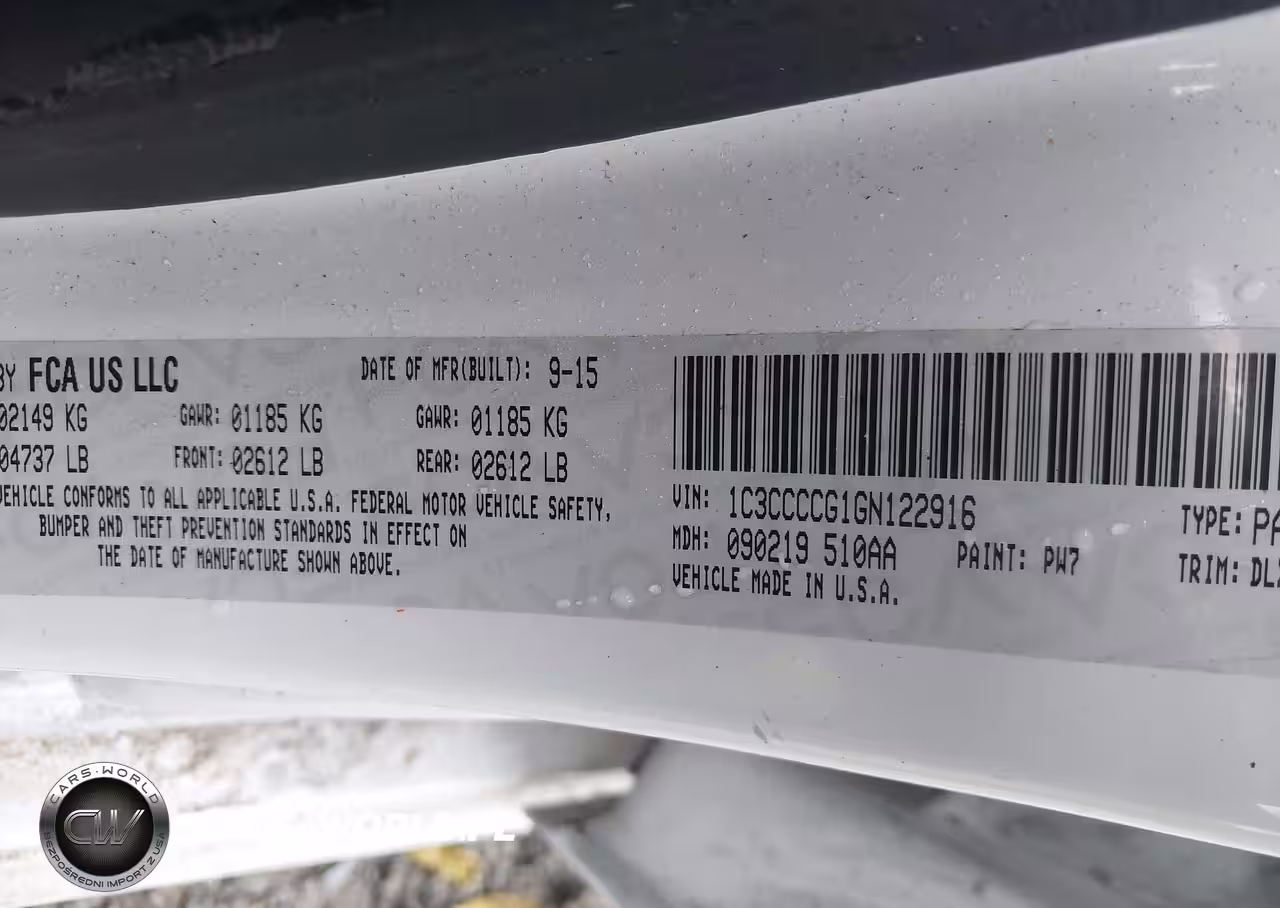 BY FCA US LLC DATE OF MFR(BUILT): 9-15
02149 KG GAWR: 01185 KG GAWR: 01185 KG
04737 LB FRONT: 02612 LB REAR: 02612 LB
VEHICLE CONFORMS TO ALL APPLICABLE U.S.A. FEDERAL MOTOR VEHICLE SAFETY,
BUMPER AND THEFT PREVENTION STANDARDS IN EFFECT ON
THE DATE OF MANUFACTURE SHOWN ABOVE.
VIN: 1C3CCCCG1GN122916 TYPE:
MDH: 090219 510AA PAINT: PW7 TRIM:
VEHICLE MADE IN U.S.A.
CARS-WORLD
CW
BEZPOŚREDNI IMPORT Z USA